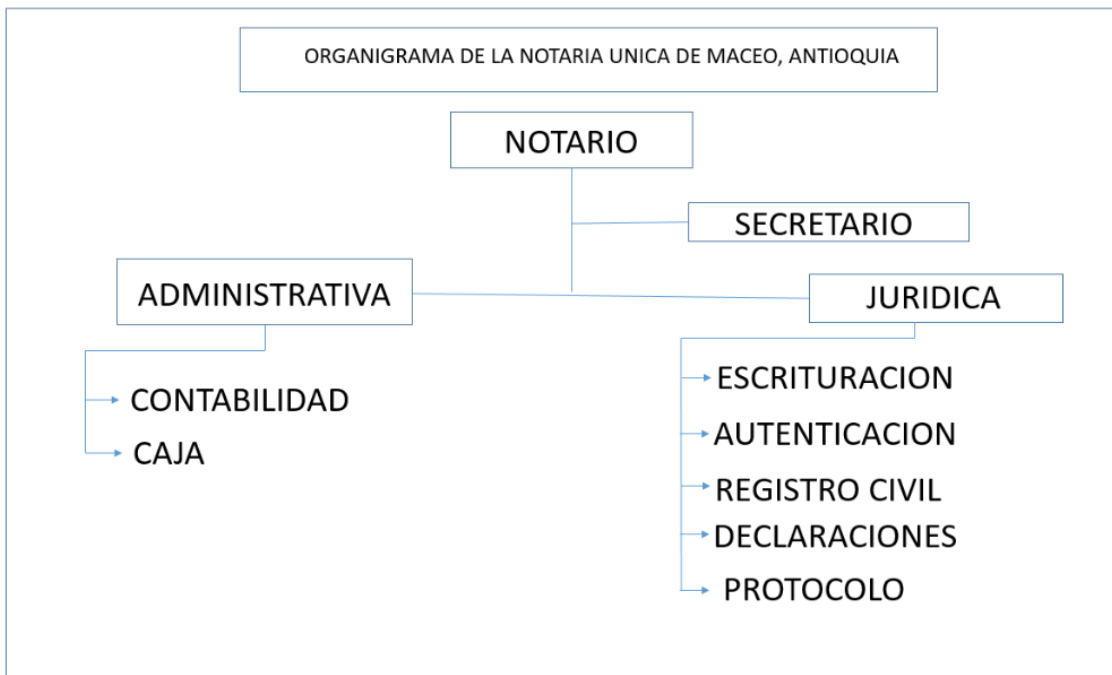 ORGANIGRAMA DE LA NOTARIA UNICA DE MACEO, ANTIOQUIA
NOTARIO
SECRETARIO
ADMINISTRATIVA
JURIDICA
CONTABILIDAD
CAJA
ESCRITURACION
AUTENTICACION
REGISTRO CIVIL
DECLARACIONES
PROTOCOLO